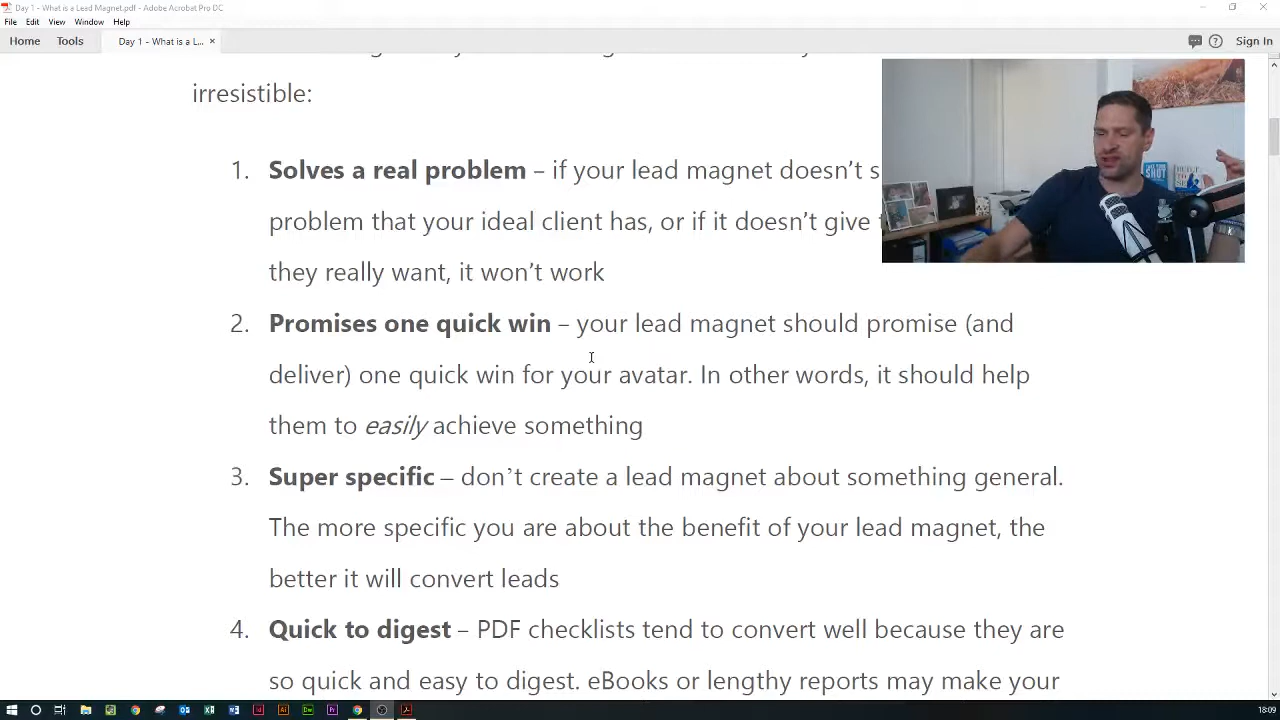 Day 1 - What is a Lead Magnet.pdf - Adobe Acrobat Pro DC
File Edit View Window Help
Home Tools Day 1 - What is a L... × Sign In
irresistible:
1. Solves a real problem – if your lead magnet doesn’t s
problem that your ideal client has, or if it doesn’t give
they really want, it won’t work
2. Promises one quick win – your lead magnet should promise (and
deliver) one quick win for your avatar. In other words, it should help
them to easily achieve something
3. Super specific – don’t create a lead magnet about something general.
The more specific you are about the benefit of your lead magnet, the
better it will convert leads
4. Quick to digest – PDF checklists tend to convert well because they are
so quick and easy to digest. eBooks or lengthy reports may make your
18:09